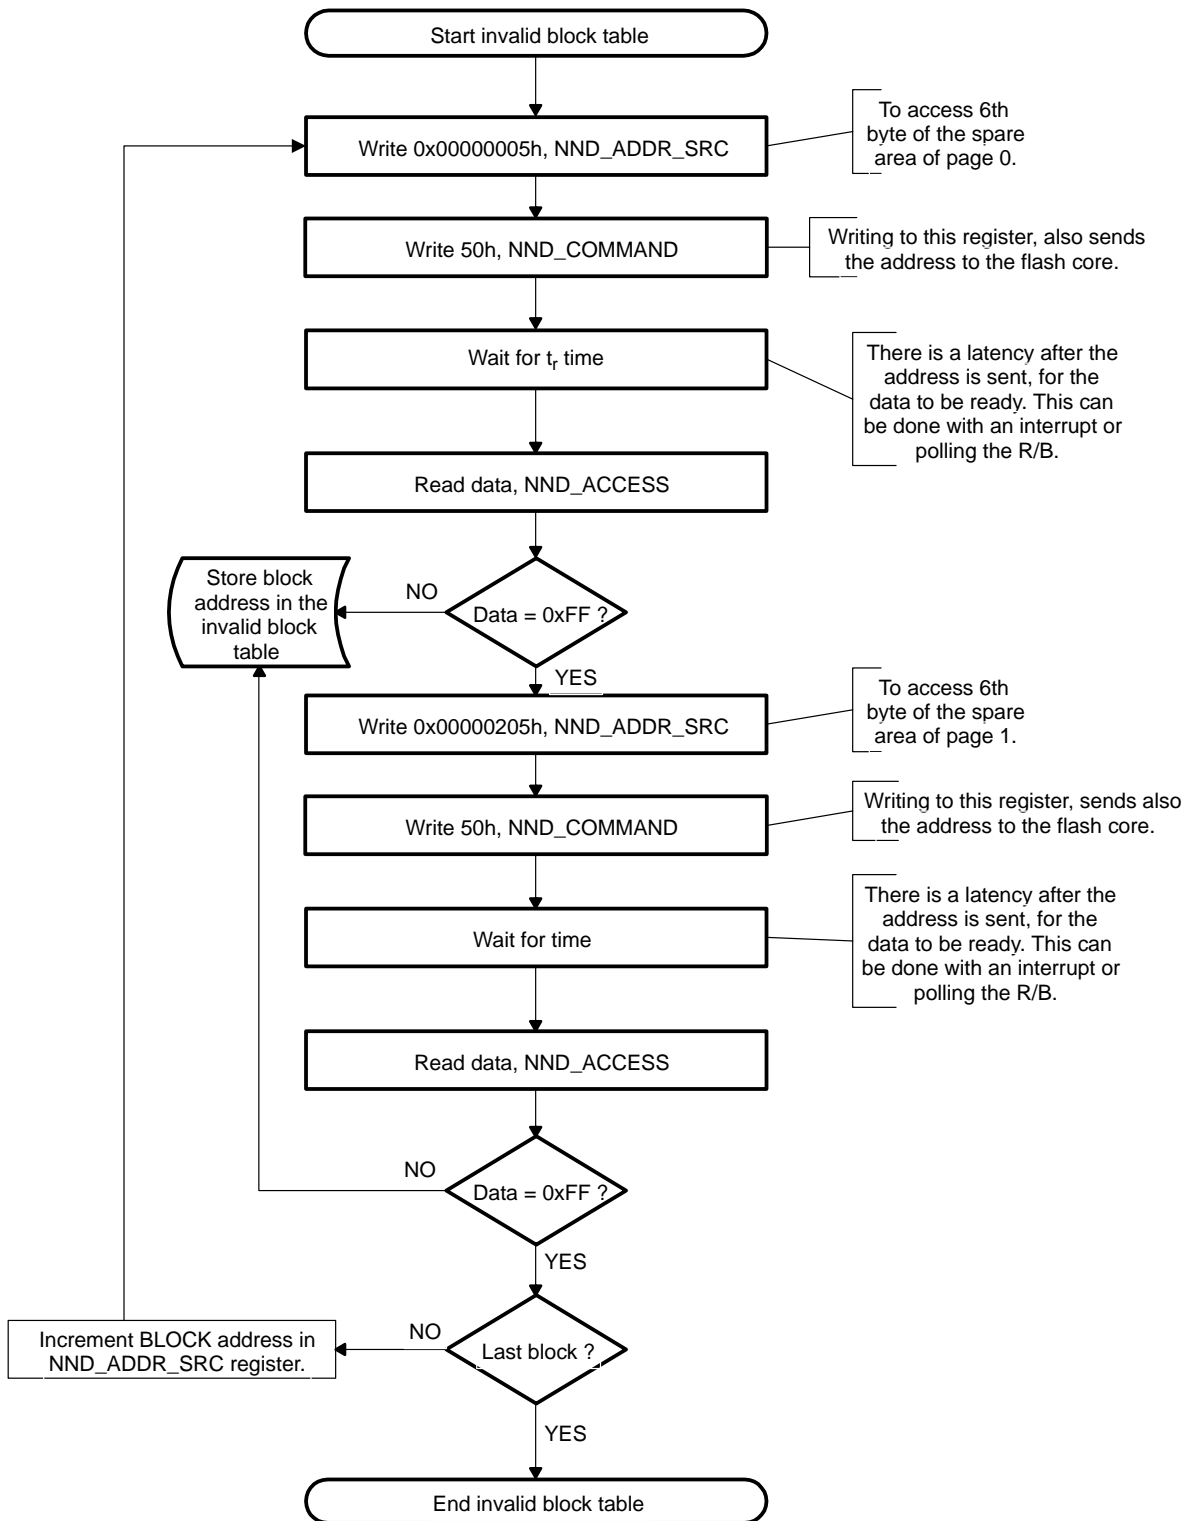 Start invalid block table
Write 0x00000005h, NND_ADDR_SRC
To access 6th
byte of the spare
area of page 0.
Write 50h, NND_COMMAND
Writing to this register, also sends
the address to the flash core.
Wait for tr time
There is a latency after the
address is sent, for the
data to be ready. This can
be done with an interrupt or
polling the R/B.
Read data, NND_ACCESS
Store block
address in the
invalid block
table
NO
Data = 0xFF ?
YES
Write 0x00000205h, NND_ADDR_SRC
To access 6th
byte of the spare
area of page 1.
Write 50h, NND_COMMAND
Writing to this register, sends also
the address to the flash core.
Wait for time
There is a latency after the
address is sent, for the
data to be ready. This can
be done with an interrupt or
polling the R/B.
Read data, NND_ACCESS
NO
Data = 0xFF ?
YES
Increment BLOCK address in
NND_ADDR_SRC register.
NO
Last block ?
YES
End invalid block table